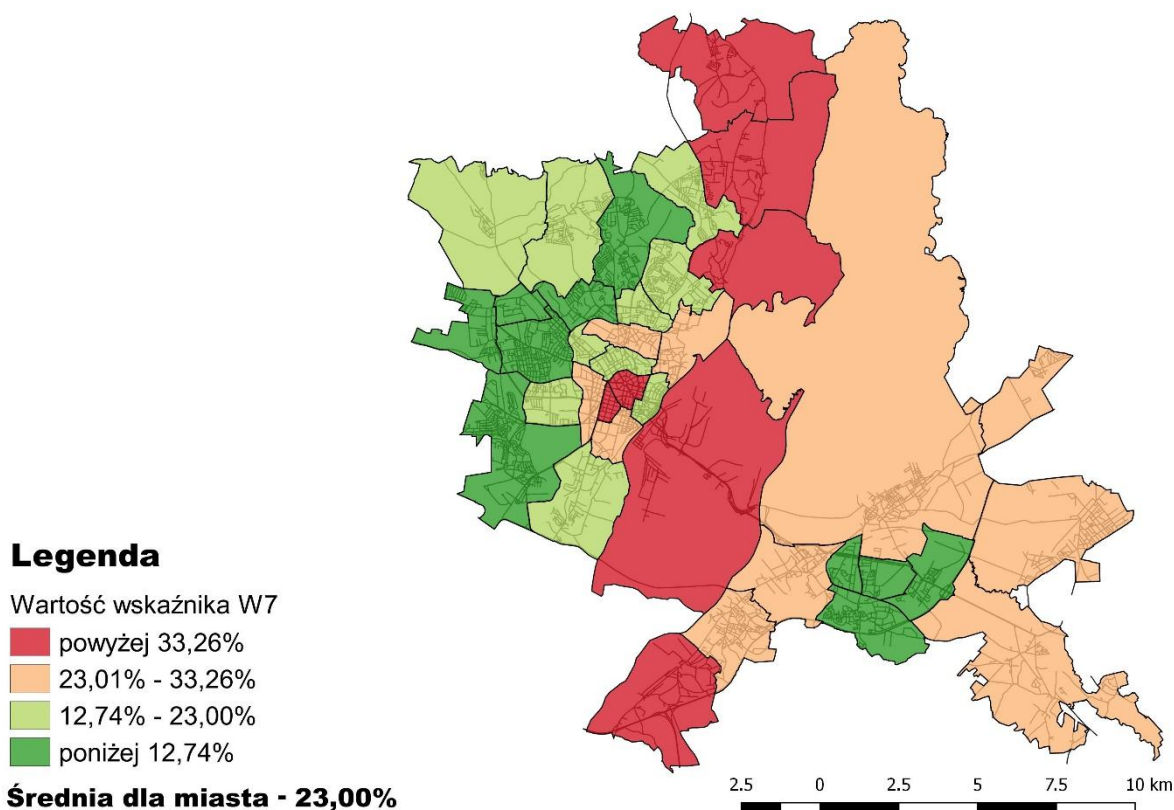 Legenda
Wartość wskaźnika W7
powyżej 33,26%
23,01% - 33,26%
12,74% - 23,00%
poniżej 12,74%
Średnia dla miasta - 23,00%
2.5 0 2.5 5 7.5 10 km